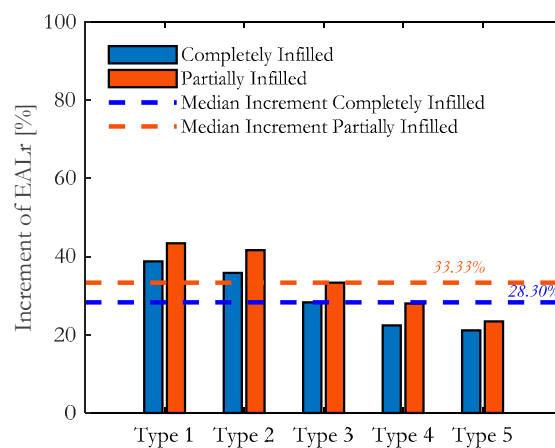 100
80
60
40
20
0
Increment of EALr [%]
Completely Infilled
Partially Infilled
Median Increment Completely Infilled
Median Increment Partially Infilled
33.33%
28.30%
Type 1 Type 2 Type 3 Type 4 Type 5